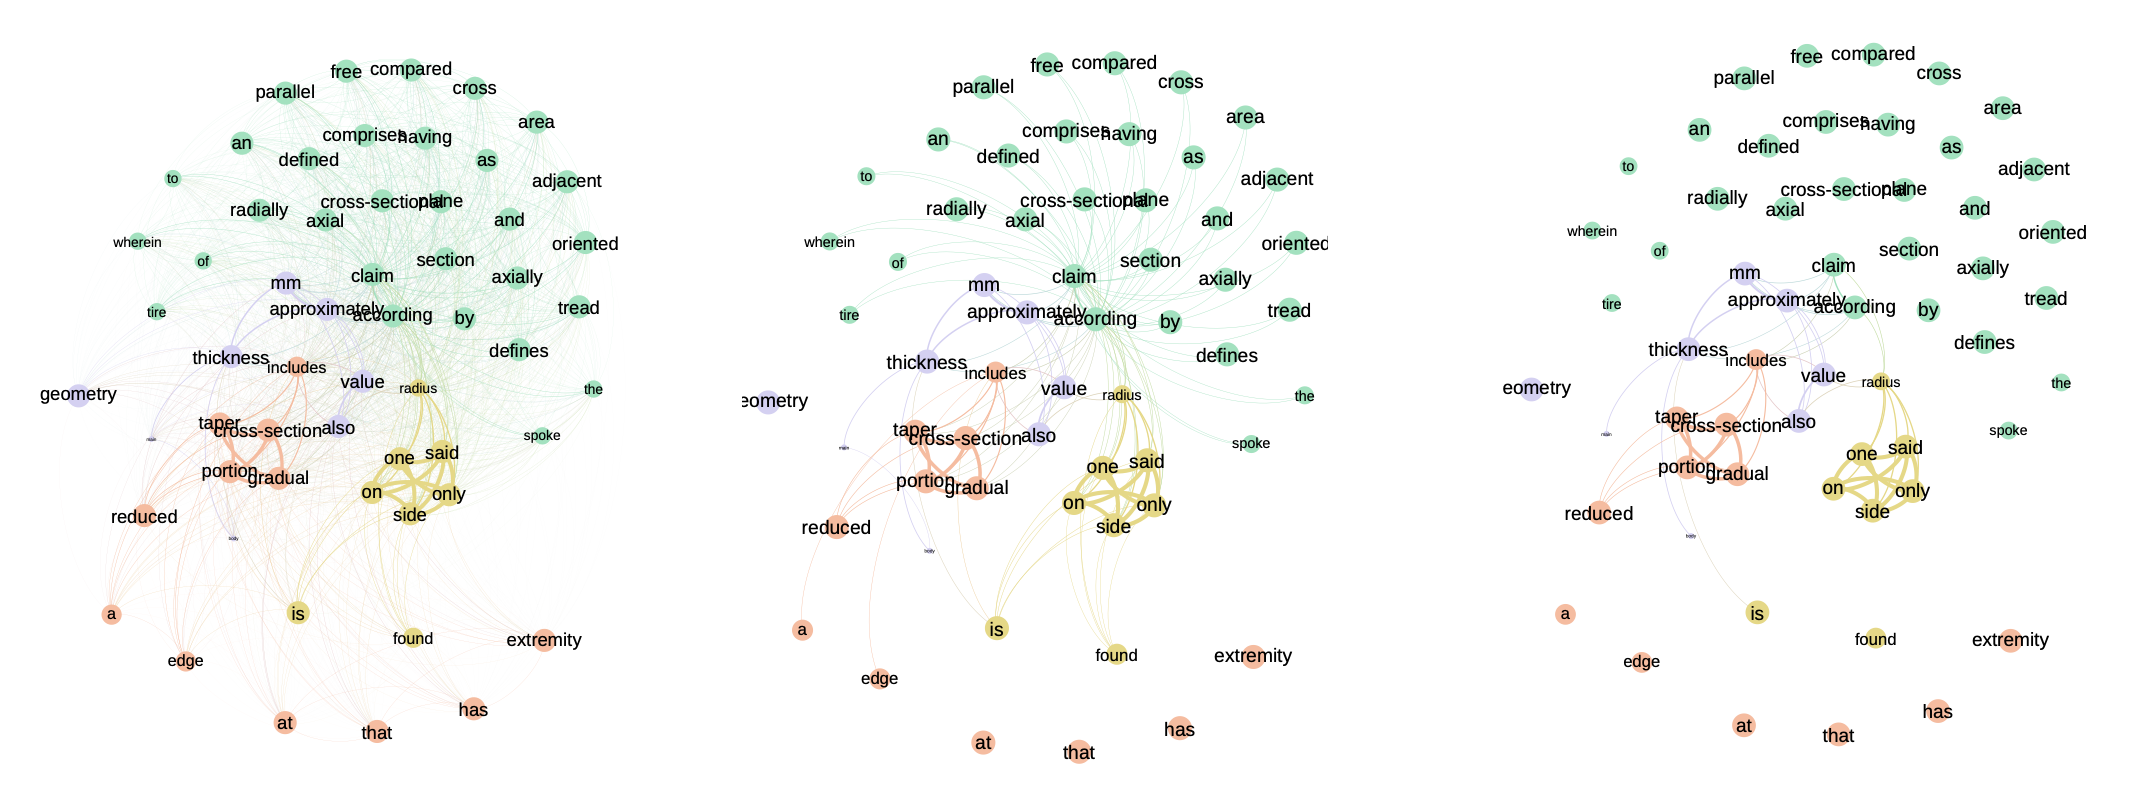 free compared
parallel
cross
area
an
comprises
having
defined
as
to
adjacent
cross-sectional
plane
radially
axial
and
wherein
oriented
of
section
claim
axially
mm
approximately
tire
according
by
tread
thickness
includes
defines
geometry
value
radius
the
taper
cross-section
also
main
spoke
one
said
portion
gradual
on
only
reduced
side
body
a
is
found
extremity
edge
has
at
that
free compared
parallel
cross
area
an
comprises
having
defined
as
to
adjacent
cross-sectional
plane
radially
axial
and
wherein
oriented
of
section
claim
axially
mm
approximately
tire
according
by
tread
thickness
includes
defines
eometry
value
radius
the
taper
cross-section
also
main
spoke
one
said
portion
gradual
on
only
reduced
side
body
a
is
found
extremity
edge
has
at
that
free compared
parallel
cross
area
an
comprises
having
defined
as
to
adjacent
cross-sectional
plane
radially
axial
and
wherein
oriented
of
section
claim
axially
mm
approximately
tire
according
by
tread
thickness
includes
defines
eometry
value
radius
the
taper
cross-section
also
main
spoke
one
said
portion
gradual
on
only
reduced
side
body
a
is
found
extremity
edge
has
at
that